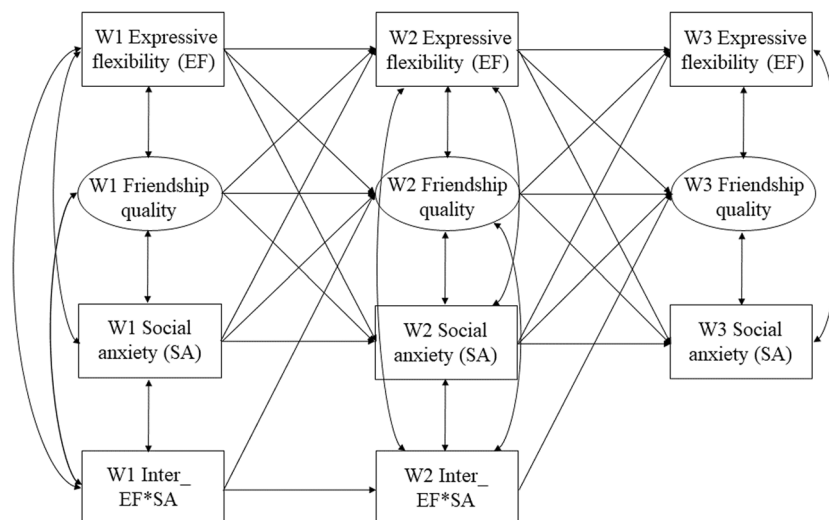 W1 Expressive
flexibility (EF)
W2 Expressive
flexibility (EF)
W3 Expressive
flexibility (EF)
W1 Friendship
quality
W2 Friendship
quality
W3 Friendship
quality
W1 Social
anxiety (SA)
W2 Social
anxiety (SA)
W3 Social
anxiety (SA)
W1 Inter_
EF*SA
W2 Inter_
EF*SA